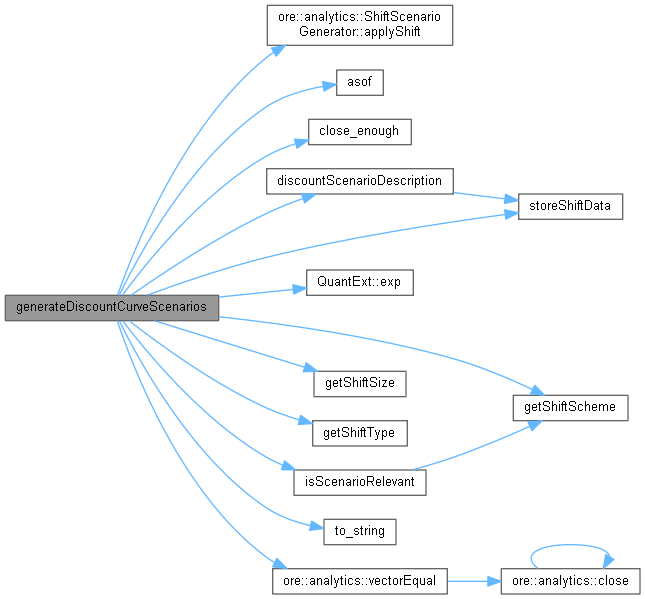 ore::analytics::ShiftScenario
Generator::applyShift
asof
close_enough
discountScenarioDescription
storeShiftData
QuantExt::exp
generateDiscountCurveScenarios
getShiftSize
getShiftScheme
getShiftType
isScenarioRelevant
to_string
ore::analytics::vectorEqual
ore::analytics::close